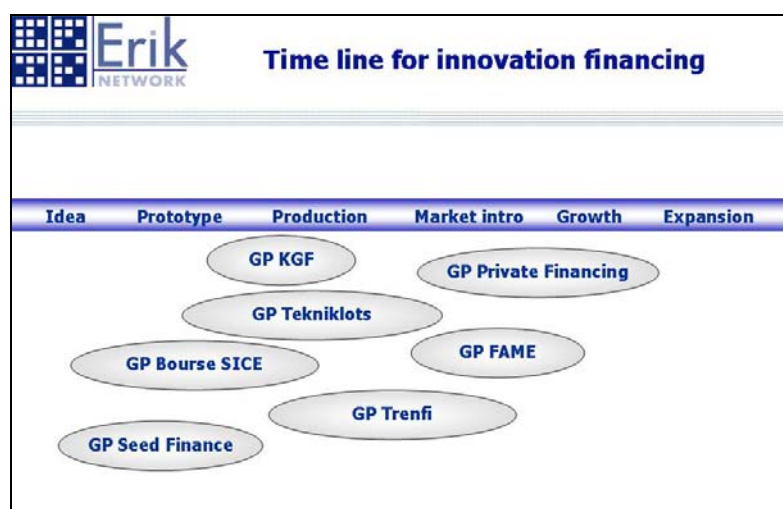 Erik
NETWORK
Time line for innovation financing
Idea Prototype Production Market intro Growth Expansion
GP KGF
GP Private Financing
GP Tekniklots
GP FAME
GP Bourse SICE
GP Trenfi
GP Seed Finance